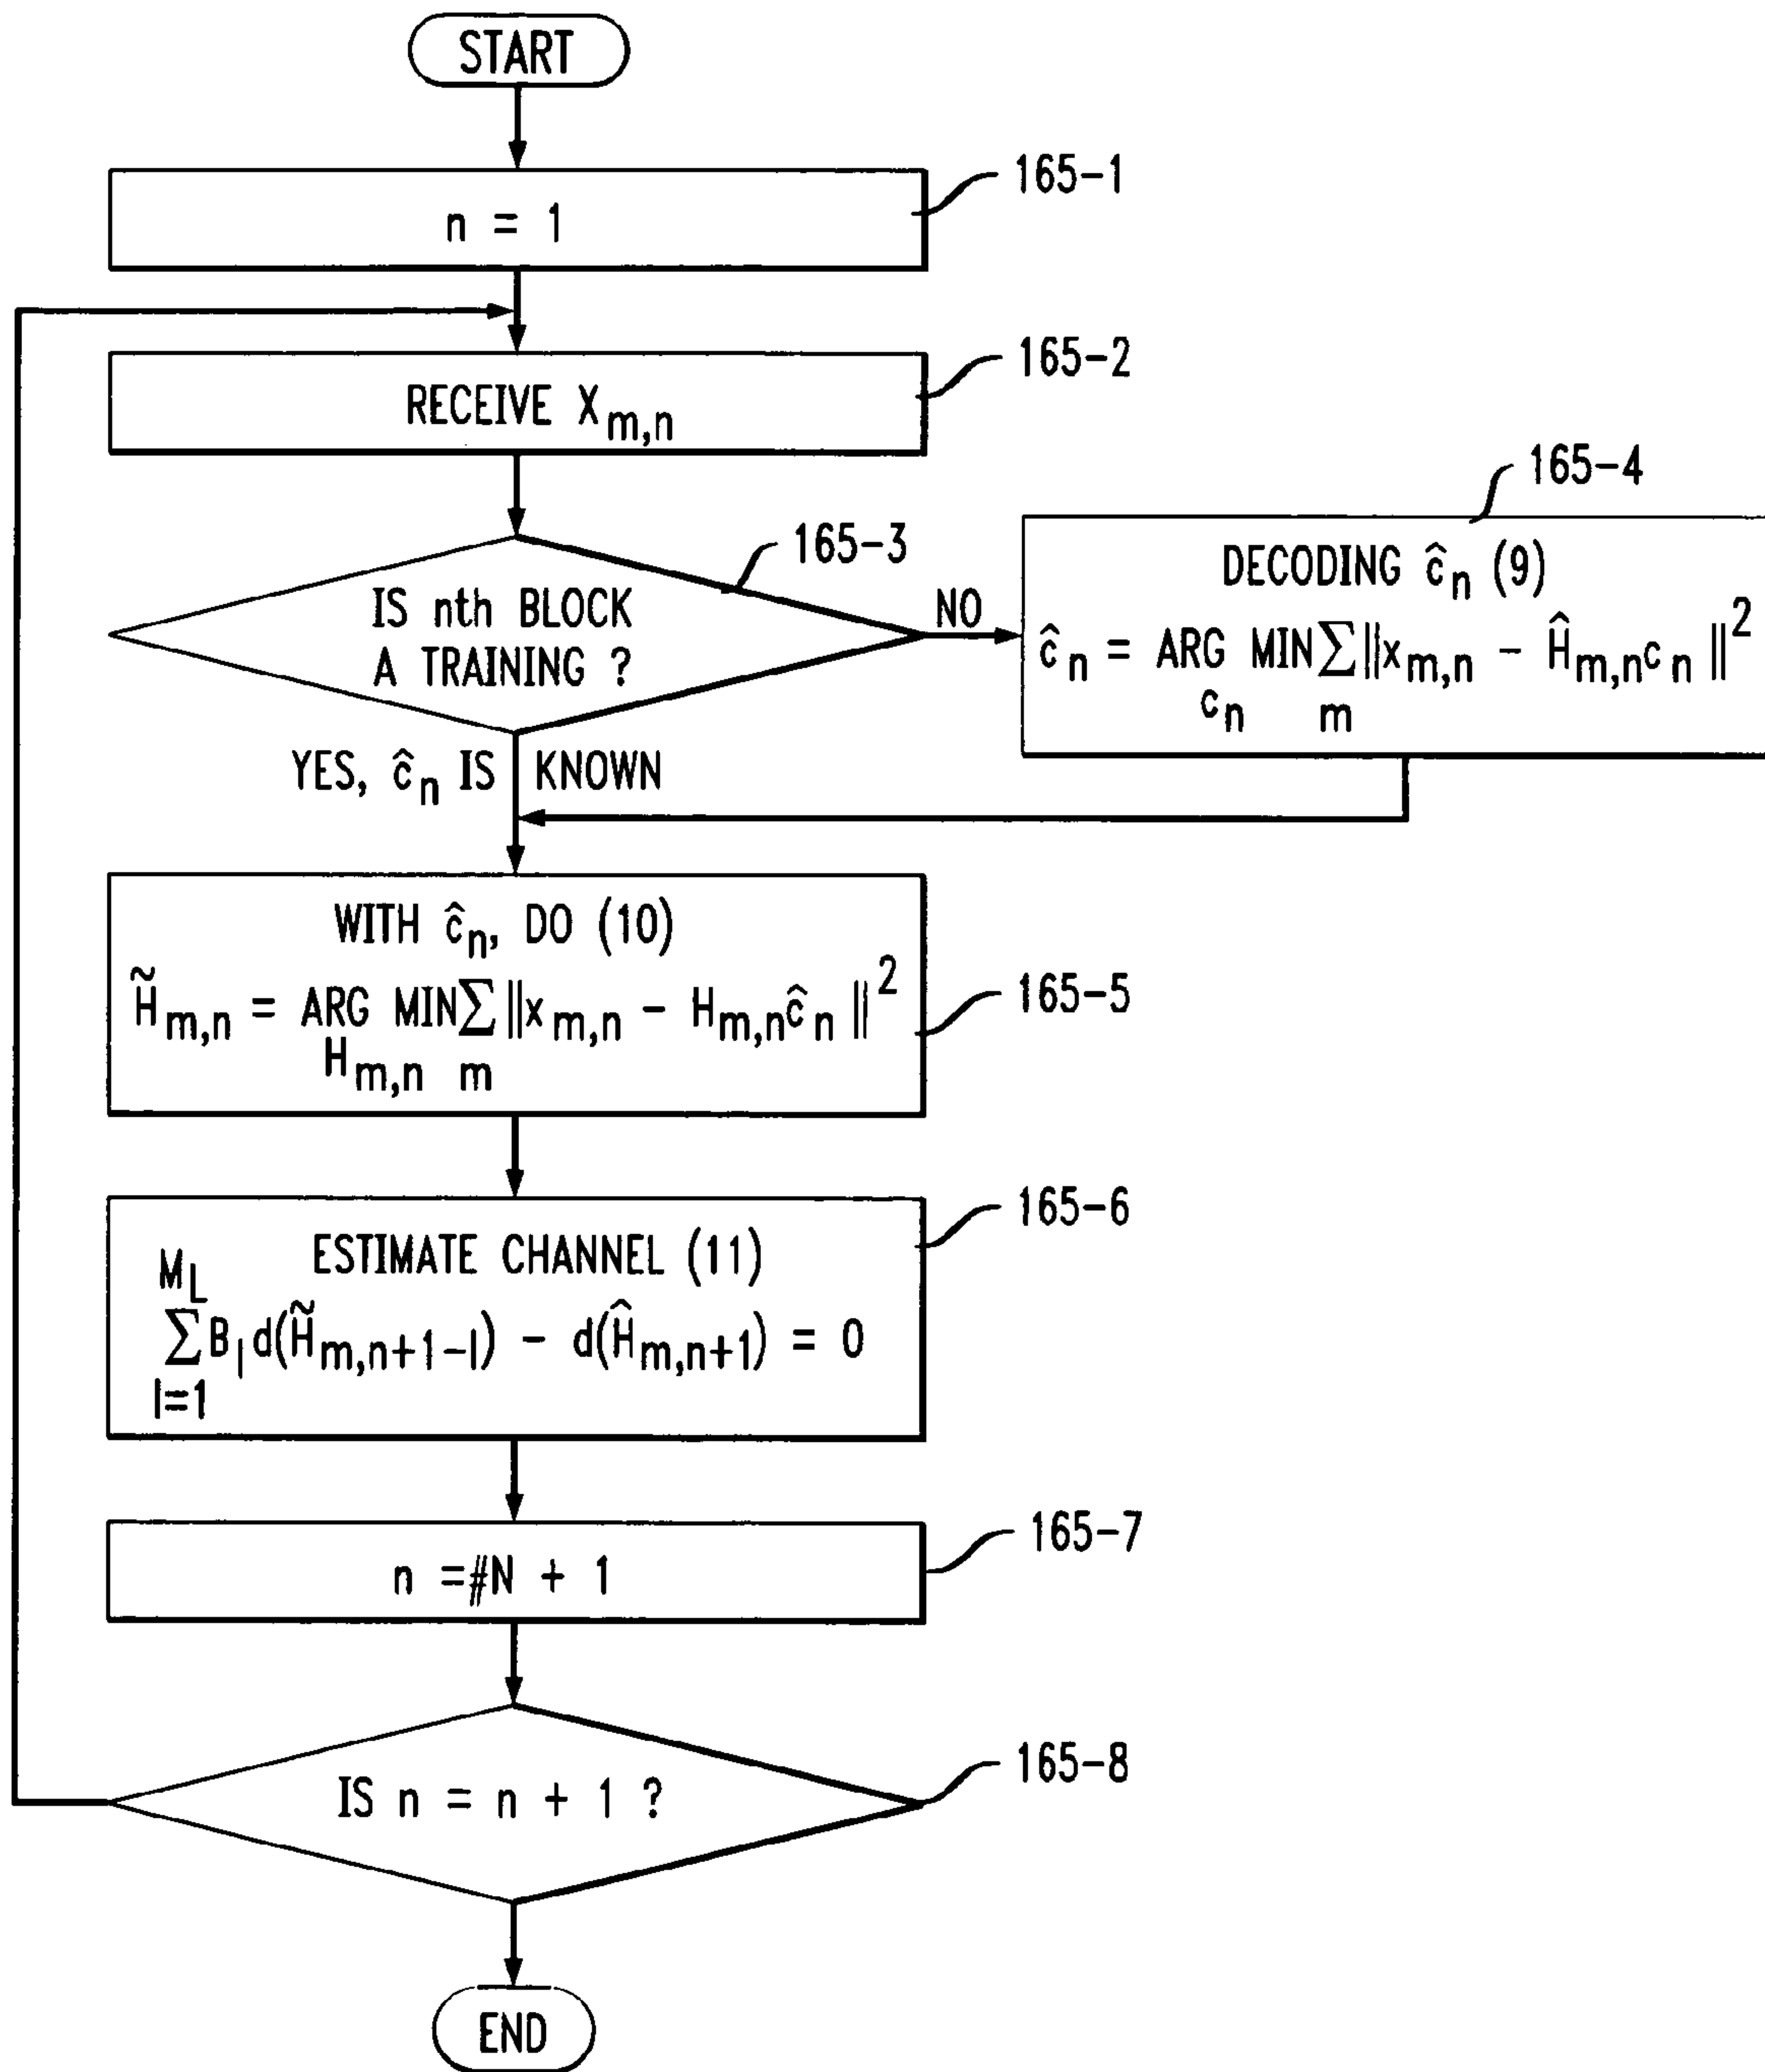 START
165-1
n = 1
165-2
RECEIVE X_{m,n}
165-3
IS nth BLOCK
A TRAINING ?
NO
165-4
DECODING ĉ_n (9)
ĉ_n = ARG MIN ∑ ‖x_{m,n} - Ĥ_{m,n}c_n‖^2
c_n m
YES, ĉ_n IS KNOWN
WITH ĉ_n, DO (10)
H̃_{m,n} = ARG MIN ∑ ‖x_{m,n} - H_{m,n}ĉ_n‖^2
H_{m,n} m
165-5
165-6
ESTIMATE CHANNEL (11)
M_L
∑ B_l d(H̃_{m,n+1-l}) - d(Ĥ_{m,n+1}) = 0
l=1
165-7
n =#N + 1
165-8
IS n = n + 1 ?
END